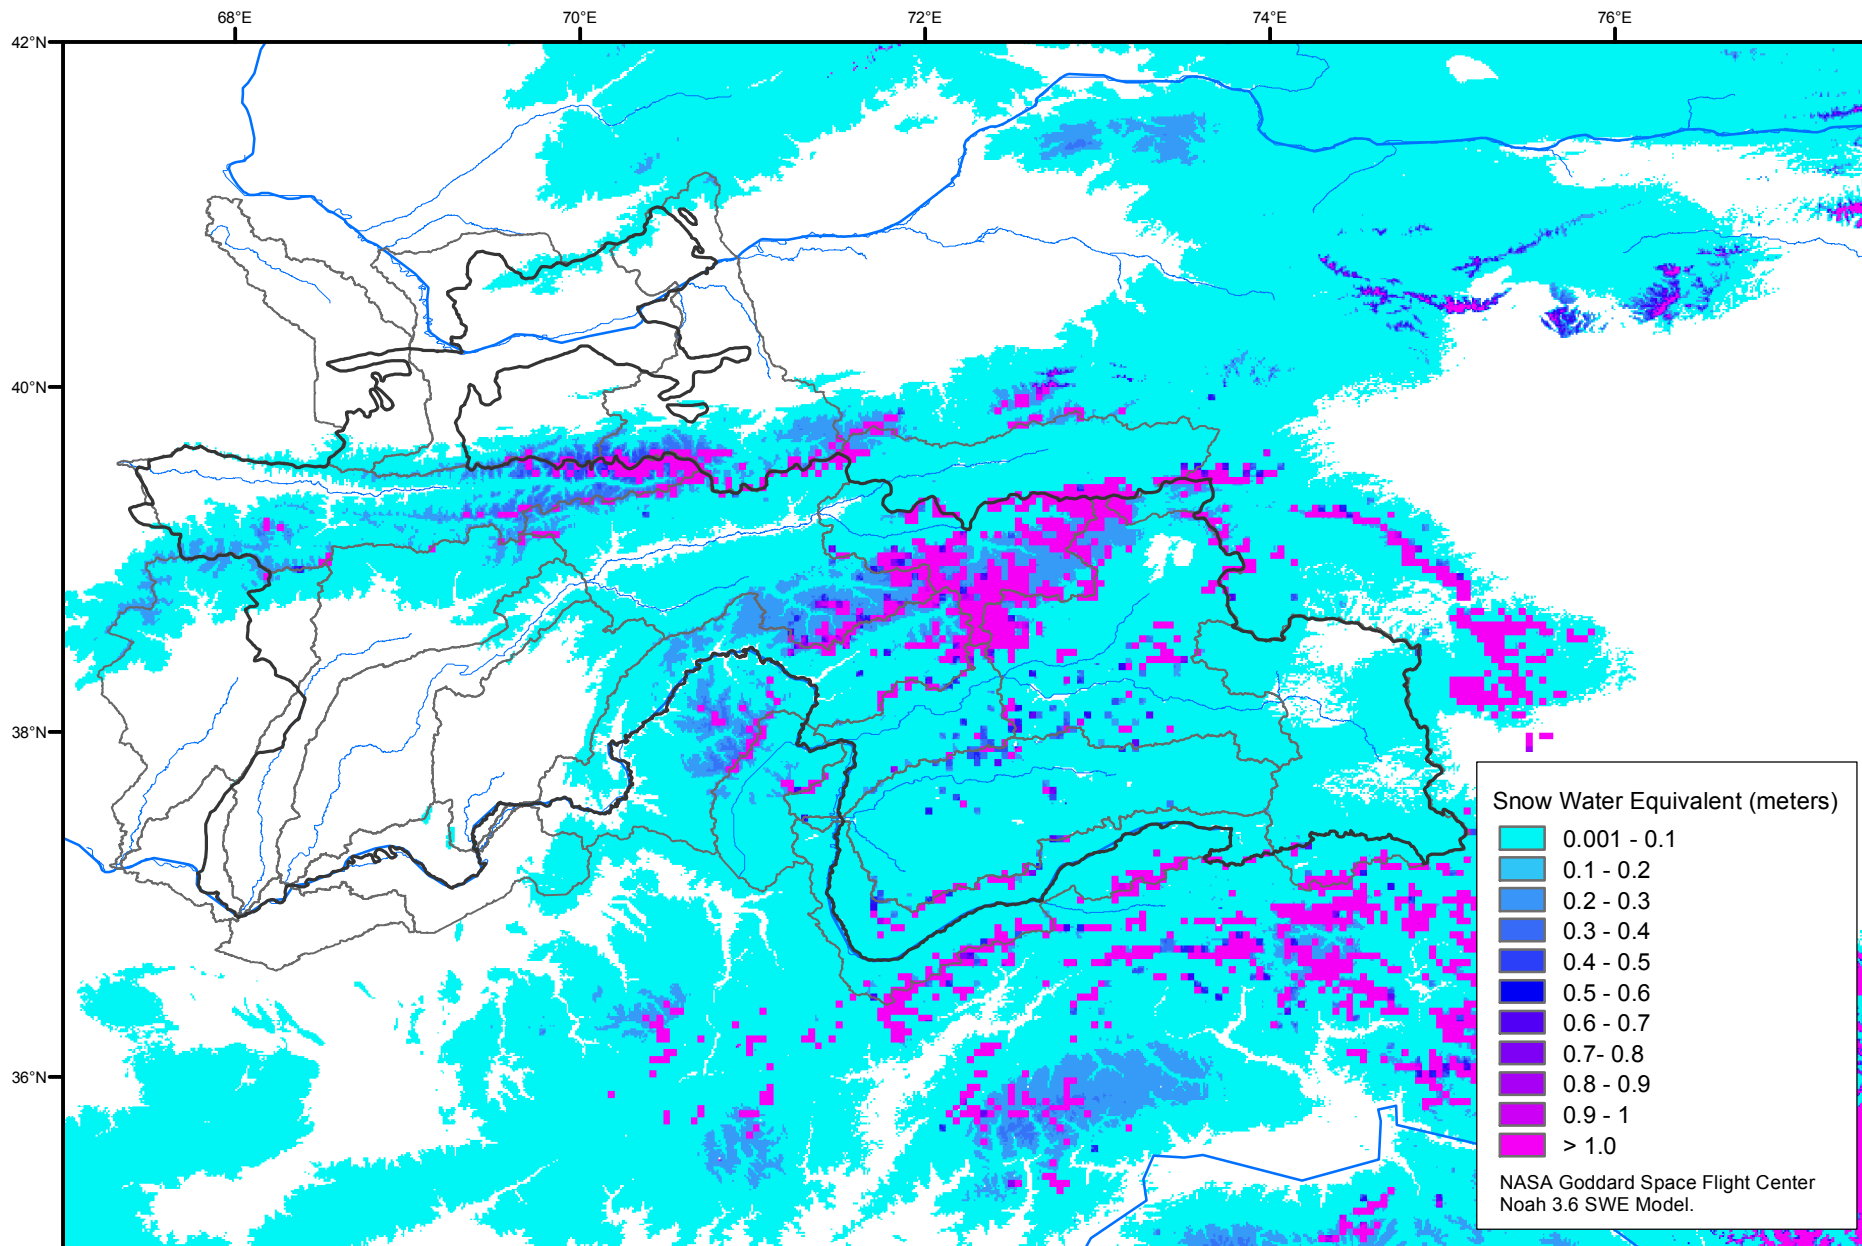 68°E 70°E 72°E 74°E 76°E
42°N
40°N
38°N
36°N
Snow Water Equivalent (meters)
0.001 - 0.1
0.1 - 0.2
0.2 - 0.3
0.3 - 0.4
0.4 - 0.5
0.5 - 0.6
0.6 - 0.7
0.7- 0.8
0.8 - 0.9
0.9 - 1
> 1.0
NASA Goddard Space Flight Center
Noah 3.6 SWE Model.